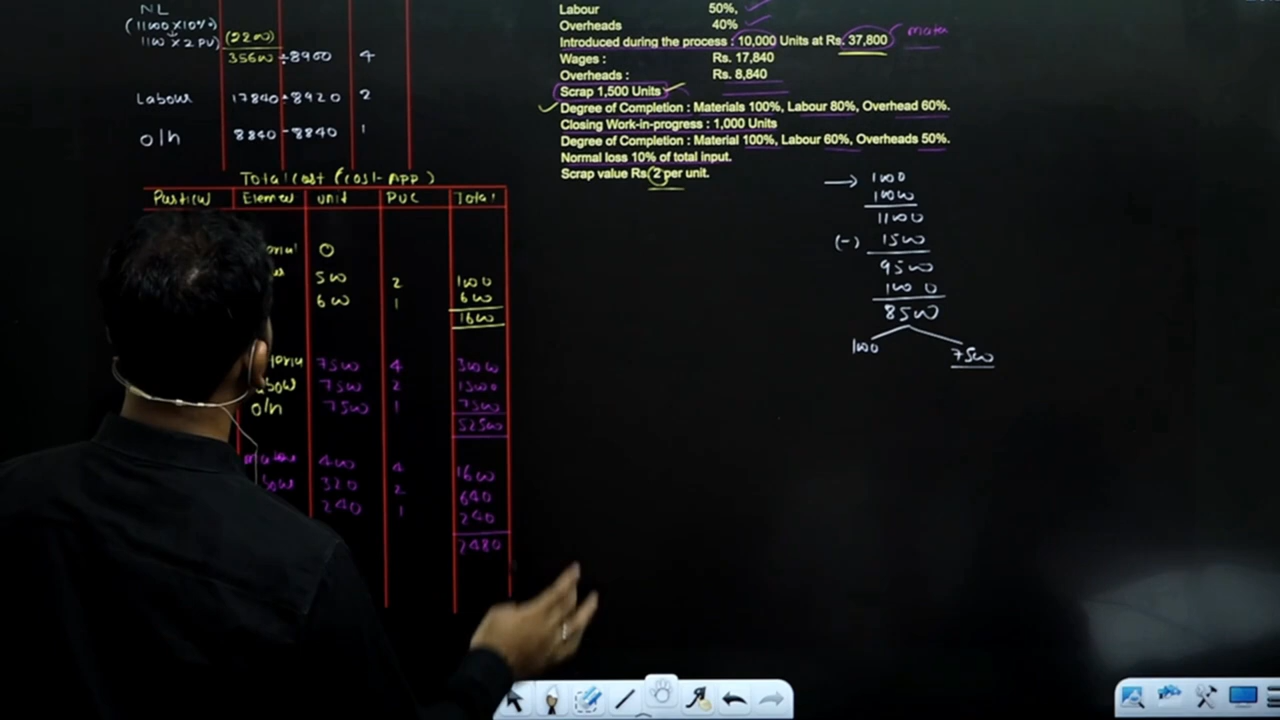 NL
(11000 x 10%)
1100 x 2 PU) (2200)
35600 ÷ 8900 4
Labour 17840 ÷ 8920 2
O/H 8840 ÷ 8840 1
Total Cost (Cost-App)
Element Unit PUC Total
0
500 2 1000
600 1 600
1600
7500 4 30000
7500 2 15000
O/H 7500 1 7500
52500
400 4 1600
320 2 640
240 1 240
2480
Labour 50%.
Overheads 40%
Introduced during the process : 10,000 Units at Rs. 37,800
Wages : Rs. 17,840
Overheads : Rs. 8,840
Scrap 1,500 Units
Degree of Completion : Materials 100%, Labour 80%, Overhead 60%.
Closing Work-in-progress : 1,000 Units
Degree of Completion : Material 100%, Labour 60%, Overheads 50%.
Normal loss 10% of total input.
Scrap value Rs. 2 per unit.
1000
10000
11000
(-) 1500
9500
1000
8500
1000 7500